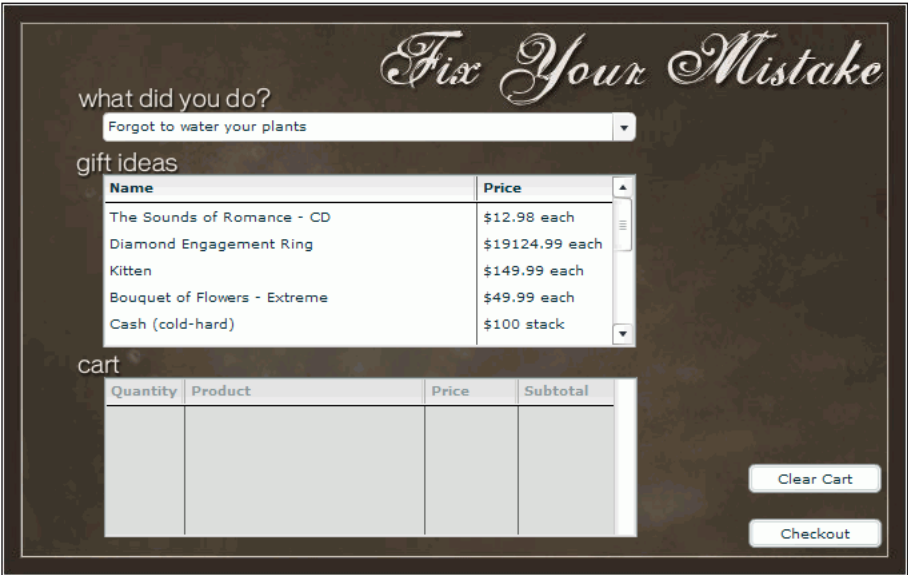 Fix Your Mistake
what did you do?
Forgot to water your plants
gift ideas
Name Price
The Sounds of Romance - CD $12.98 each
Diamond Engagement Ring $19124.99 each
Kitten $149.99 each
Bouquet of Flowers - Extreme $49.99 each
Cash (cold-hard) $100 stack
cart
Quantity Product Price Subtotal
Clear Cart
Checkout